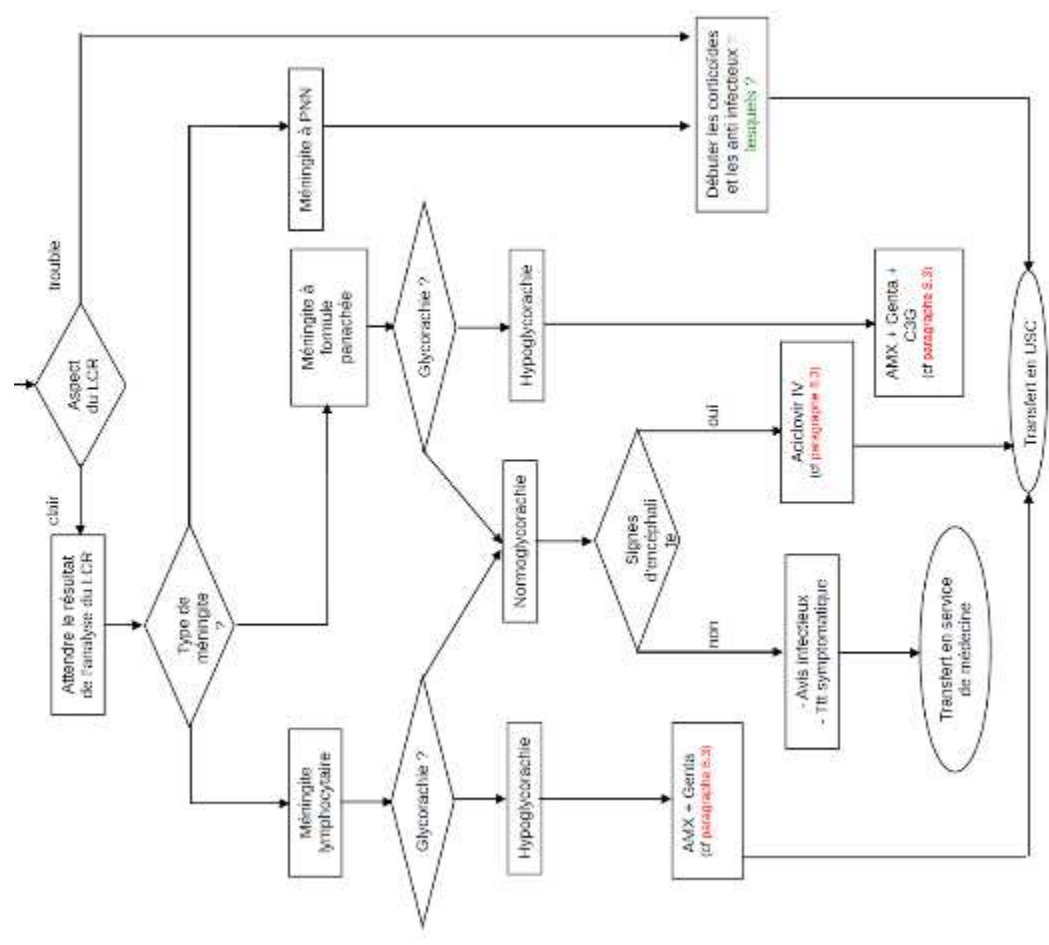 Aspect
du LCR
clair
trouble
Attendre le résultat
de l'analyse du LCR
Type de
méningite
?
Méningite
lymphocytaire
Méningite à
formule
panachée
Méningite à PNN
Glycorachie ?
Glycorachie ?
Hypoglycorachie
Normoglycorachie
Hypoglycorachie
Signes
d'encéphali
te
non
oui
AMX + Genta
(cf paragraphe 8.3)
- Avis infectieux
- Ttt symptomatique
Aciclovir IV
(cf paragraphe 8.3)
AMX + Genta +
C3G
(cf paragraphe 8.3)
Débuter les corticoïdes
et les anti infectieux =
lesquels ?
Transfert en service
de médecine
Transfert en USC